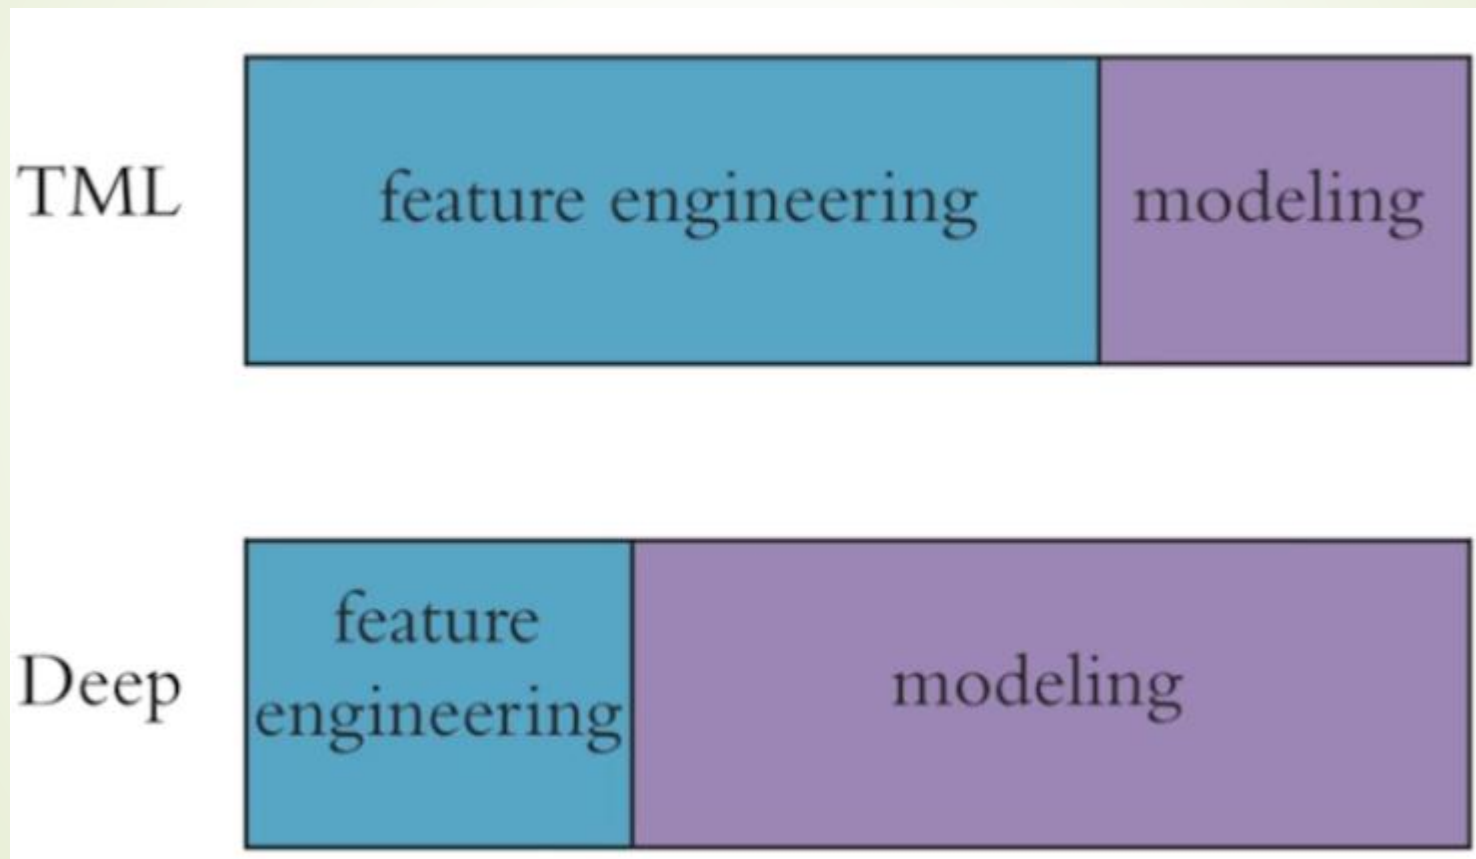 TML
feature engineering
modeling
Deep
feature
engineering
modeling